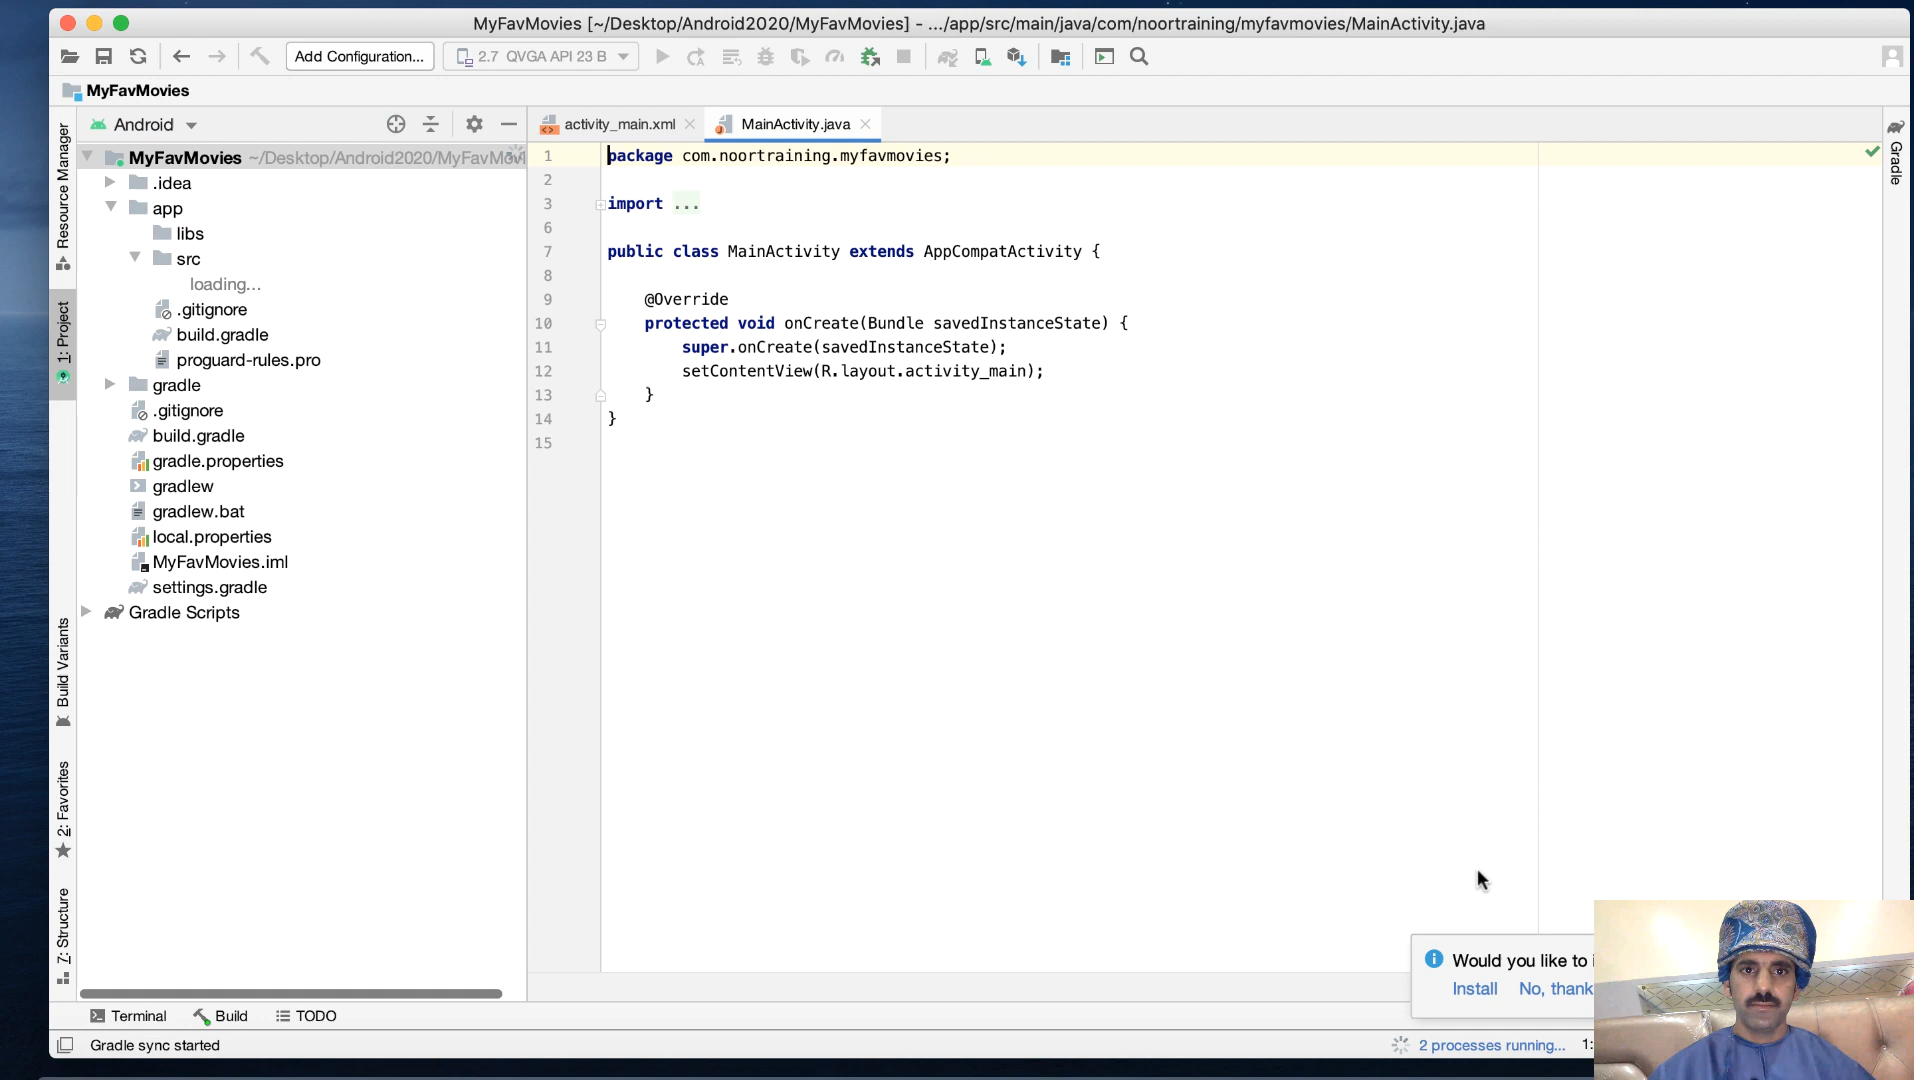 MyFavMovies [~/Desktop/Android2020/MyFavMovies] - .../app/src/main/java/com/noortraining/myfavmovies/MainActivity.java
Add Configuration...
2.7 QVGA API 23 B
MyFavMovies
Resource Manager
1: Project
Build Variants
2: Favorites
7: Structure
Android
MyFavMovies ~/Desktop/Android2020/MyFavMovi
.idea
app
libs
src
loading...
.gitignore
build.gradle
proguard-rules.pro
gradle
.gitignore
build.gradle
gradle.properties
gradlew
gradlew.bat
local.properties
MyFavMovies.iml
settings.gradle
Gradle Scripts
activity_main.xml
MainActivity.java
1 package com.noortraining.myfavmovies;
2
3 import ...
6
7 public class MainActivity extends AppCompatActivity {
8
9 @Override
10 protected void onCreate(Bundle savedInstanceState) {
11 super.onCreate(savedInstanceState);
12 setContentView(R.layout.activity_main);
13 }
14 }
15
Gradle
Would you like to
Install No, thank
Terminal
Build
TODO
Gradle sync started
2 processes running...
1: